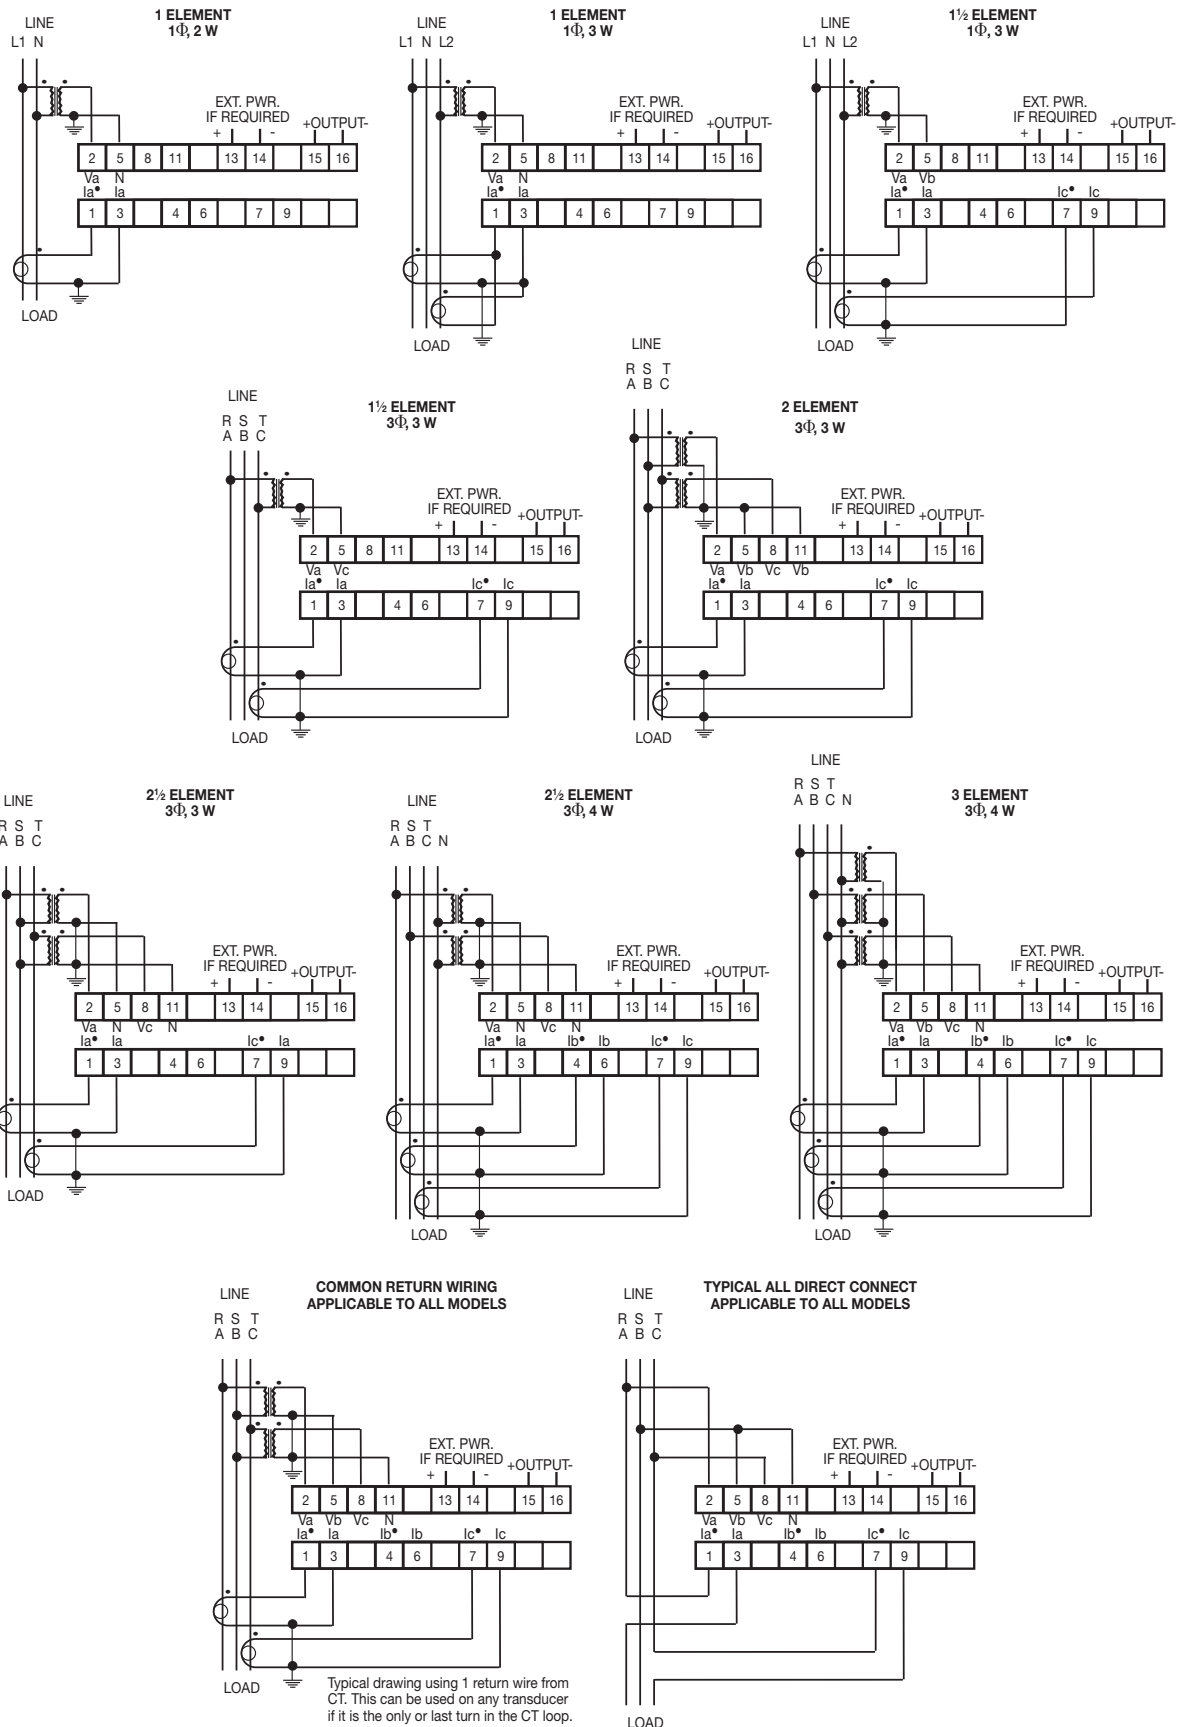 1 ELEMENT
1Φ, 2 W
LINE
L1 N
EXT. PWR.
IF REQUIRED
+ -
+OUTPUT-
2 5 8 11 13 14 15 16
Va N
Ia• Ia
1 3 4 6 7 9
LOAD
1 ELEMENT
1Φ, 3 W
LINE
L1 N L2
EXT. PWR.
IF REQUIRED
+ -
+OUTPUT-
2 5 8 11 13 14 15 16
Va N
Ia• Ia
1 3 4 6 7 9
LOAD
1½ ELEMENT
1Φ, 3 W
LINE
L1 N L2
EXT. PWR.
IF REQUIRED
+ -
+OUTPUT-
2 5 8 11 13 14 15 16
Va Vb
Ia• Ia Ic• Ic
1 3 4 6 7 9
LOAD
1½ ELEMENT
3Φ, 3 W
LINE
R S T
A B C
EXT. PWR.
IF REQUIRED
+ -
+OUTPUT-
2 5 8 11 13 14 15 16
Va Vc
Ia• Ia Ic• Ic
1 3 4 6 7 9
LOAD
2 ELEMENT
3Φ, 3 W
LINE
R S T
A B C
EXT. PWR.
IF REQUIRED
+ -
+OUTPUT-
2 5 8 11 13 14 15 16
Va Vb Vc Vb
Ia• Ia Ic• Ic
1 3 4 6 7 9
LOAD
2½ ELEMENT
3Φ, 3 W
LINE
R S T
A B C
EXT. PWR.
IF REQUIRED
+ -
+OUTPUT-
2 5 8 11 13 14 15 16
Va N Vc N
Ia• Ia Ic• Ia
1 3 4 6 7 9
LOAD
2½ ELEMENT
3Φ, 4 W
LINE
R S T
A B C N
EXT. PWR.
IF REQUIRED
+ -
+OUTPUT-
2 5 8 11 13 14 15 16
Va N Vc N
Ia• Ia Ib• Ib Ic• Ic
1 3 4 6 7 9
LOAD
3 ELEMENT
3Φ, 4 W
LINE
R S T
A B C N
EXT. PWR.
IF REQUIRED
+ -
+OUTPUT-
2 5 8 11 13 14 15 16
Va Vb Vc N
Ia• Ia Ib• Ib Ic• Ic
1 3 4 6 7 9
LOAD
COMMON RETURN WIRING
APPLICABLE TO ALL MODELS
LINE
R S T
A B C
EXT. PWR.
IF REQUIRED
+ -
+OUTPUT-
2 5 8 11 13 14 15 16
Va Vb Vc N
Ia• Ia Ib• Ib Ic• Ic
1 3 4 6 7 9
LOAD
Typical drawing using 1 return wire from
CT. This can be used on any transducer
if it is the only or last turn in the CT loop.
TYPICAL ALL DIRECT CONNECT
APPLICABLE TO ALL MODELS
LINE
R S T
A B C
EXT. PWR.
IF REQUIRED
+ -
+OUTPUT-
2 5 8 11 13 14 15 16
Va Vb Vc N
Ia• Ia Ib• Ib Ic• Ic
1 3 4 6 7 9
LOAD